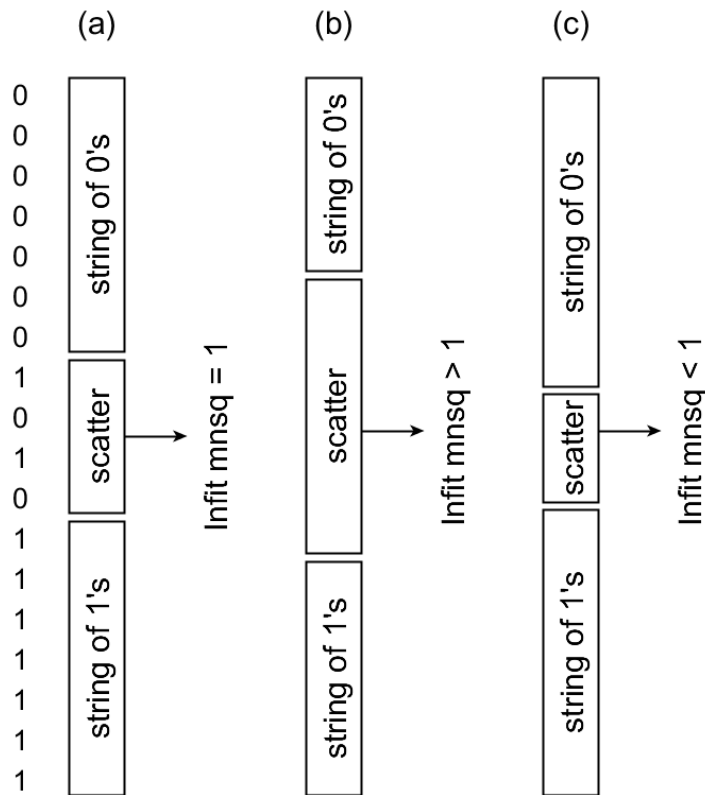 (a)
(b)
(c)
0
0
0
0
0
0
0
1
0
1
0
1
1
1
1
1
1
1
string of 0's
scatter
string of 1's
Infit mnsq = 1
string of 0's
scatter
string of 1's
Infit mnsq > 1
string of 0's
scatter
string of 1's
Infit mnsq < 1